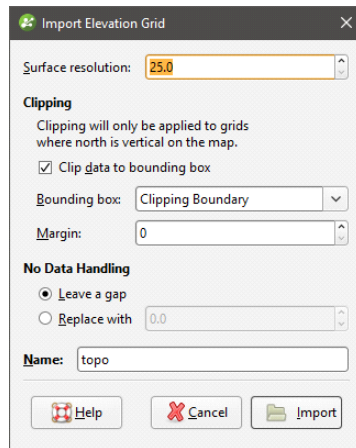 Import Elevation Grid
Surface resolution: 25.0
Clipping
Clipping will only be applied to grids
where north is vertical on the map.
Clip data to bounding box
Bounding box: Clipping Boundary
Margin: 0
No Data Handling
Leave a gap
Replace with 0.0
Name: topo
Help Cancel Import